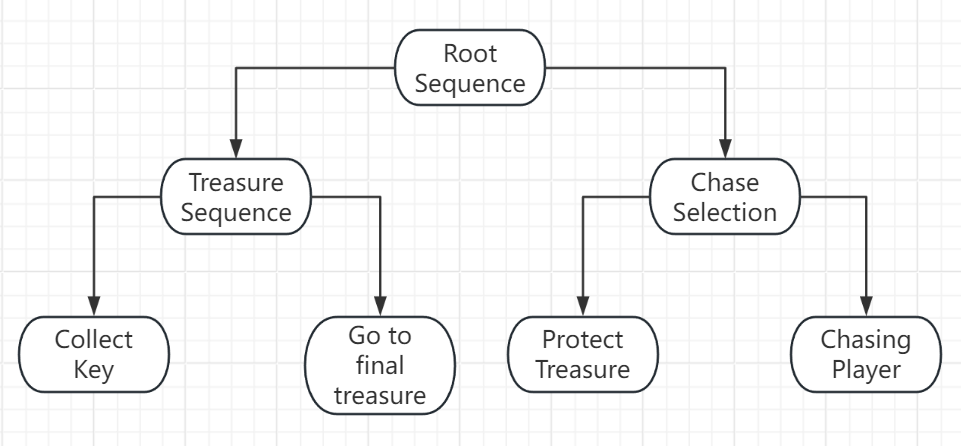 Root
Sequence
Treasure
Sequence
Chase
Selection
Collect
Key
Go to
final
treasure
Protect
Treasure
Chasing
Player